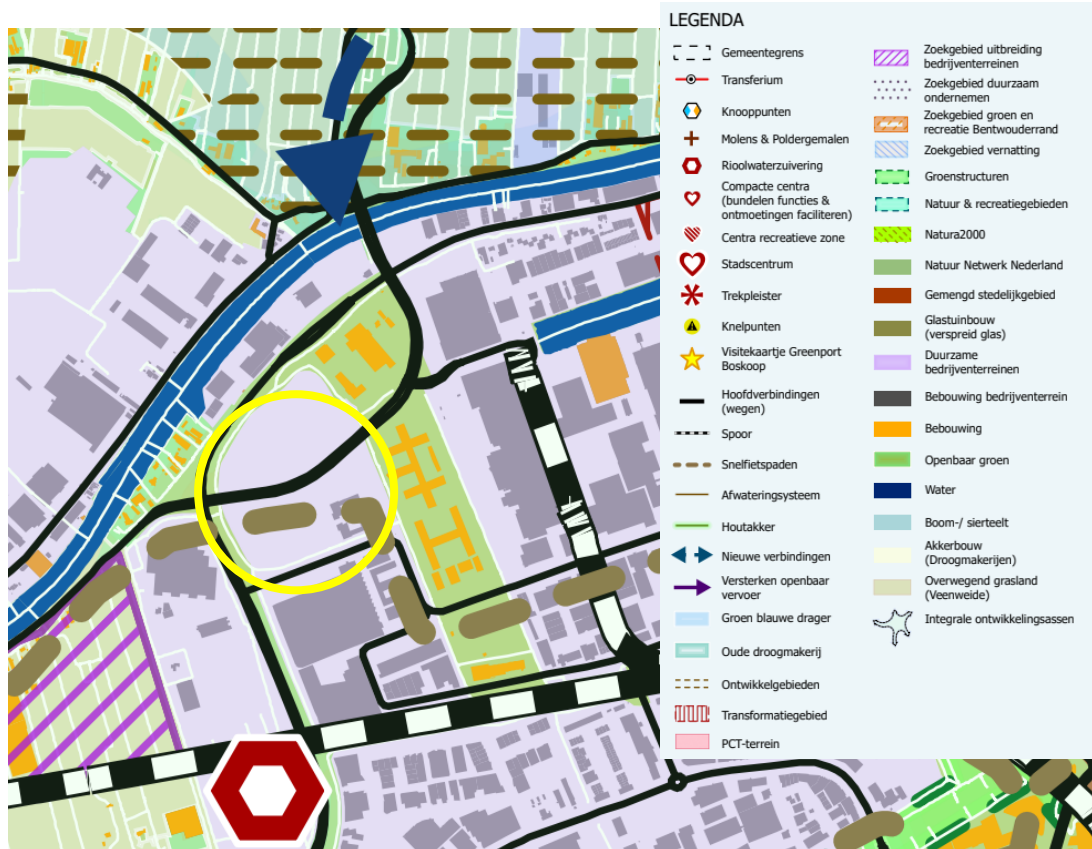 LEGENDA
Gemeentegrens
Transferium
Knooppunten
Molens & Poldergemalen
Rioolwaterzuivering
Compacte centra
(bundelen functies &
ontmoetingen faciliteren)
Centra recreatieve zone
Stadscentrum
Trekpleister
Knelpunten
Visitekaartje Greenport
Boskoop
Hoofdverbindingen
(wegen)
Spoor
Snelfietspaden
Afwateringsysteem
Houtakker
Nieuwe verbindingen
Versterken openbaar
vervoer
Groen blauwe drager
Oude droogmakerij
Ontwikkelgebieden
Transformatiegebied
PCT-terrein
Zoekgebied uitbreiding
bedrijventerreinen
Zoekgebied duurzaam
ondernemen
Zoekgebied groen en
recreatie Bentwouderrand
Zoekgebied vernatting
Groenstructuren
Natuur & recreatiegebieden
Natura2000
Natuur Netwerk Nederland
Gemengd stedelijkgebied
Glastuinbouw
(verspreid glas)
Duurzame
bedrijventerreinen
Bebouwing bedrijventerrein
Bebouwing
Openbaar groen
Water
Boom-/ sierteelt
Akkerbouw
(Droogmakerijen)
Overwegend grasland
(Veenweide)
Integrale ontwikkelingsassen